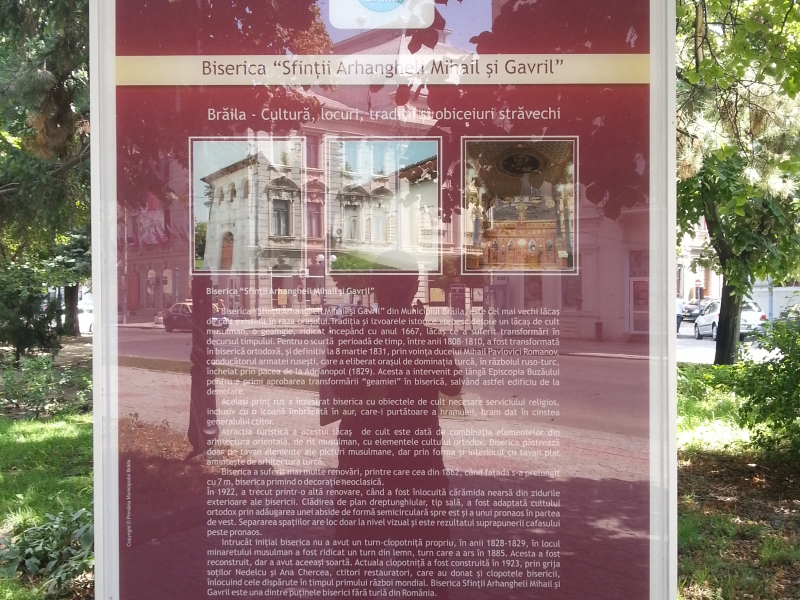 Biserica “Sfinții Arhangheli Mihail și Gavril”
Brăila - Cultură, locuri, tradiții și obiceiuri străvechi
Biserica “Sfinții Arhangheli Mihail și Gavril”
Biserica “Sfinții Arhangheli Mihail și Gavril” din Municipiul Brăila, este cel mai vechi lăcaș
de cult existent în raza orașului. Tradiția și izvoarele istorice vorbesc despre un lăcaș de cult
musulman, o geamie, ridicat începând cu anul 1667, lăcaș ce a suferit transformări în
decursul timpului. Pentru o scurtă perioadă de timp, între anii 1808-1810, a fost transformată
în biserică ortodoxă, și definitiv la 8 martie 1831, prin voința ducelui Mihail Pavlovici Romanov,
conducătorul armatei rusești, care a eliberat orașul de dominația turcă, în războiul ruso-turc,
încheiat prin pacea de la Adrianopol (1829). Acesta a intervenit pe lângă Episcopia Buzăului
pentru a primi aprobarea transformării “geamiei” în biserică, salvând astfel edificiul de la
demolare.
Același prinț rus a înzestrat biserica cu obiectele de cult necesare serviciului religios,
inclusiv cu o icoană îmbrăcată în aur, care-i purtătoare a hramului, hram dat în cinstea
generalului ctitor.
Atracția turistică a acestui lăcaș de cult este dată de combinația elementelor din
arhitectura orientală, de rit musulman, cu elementele cultului ortodox. Biserica păstrează
doar pe tavan elemente ale picturii musulmane, dar prin forma și interiorul cu tavan plat
amintește de arhitectura turcă.
Biserica a suferit mai multe renovări, printre care cea din 1862, când fațada s-a prelungit
cu 7 m, biserica primind o decorație neoclasică.
În 1922, a trecut printr-o altă renovare, când a fost înlocuită cărămida nearsă din zidurile
exterioare ale bisericii. Clădirea de plan dreptunghiular, tip sală, a fost adaptată cultului
ortodox prin adăugarea unei abside de formă semicirculară spre est și a unui pronaos în partea
de vest. Separarea spațiilor are loc doar la nivel vizual și este rezultatul suprapunerii cafasului
peste pronaos.
Întrucât inițial biserica nu a avut un turn-clopotniță propriu, în anii 1828-1829, în locul
minaretului musulman a fost ridicat un turn din lemn, turn care a ars în 1885. Acesta a fost
reconstruit, dar a avut aceeași soartă. Actuala clopotniță a fost construită în 1923, prin grija
soților Nedelcu și Ana Chercea, ctitori restauratori, care au donat și clopotele bisericii,
înlocuind cele dispărute în timpul primului război mondial. Biserica Sfinții Arhangheli Mihail și
Gavril este una dintre puținele biserici fără turlă din România.
Copyright © Primăria Municipiului Brăila